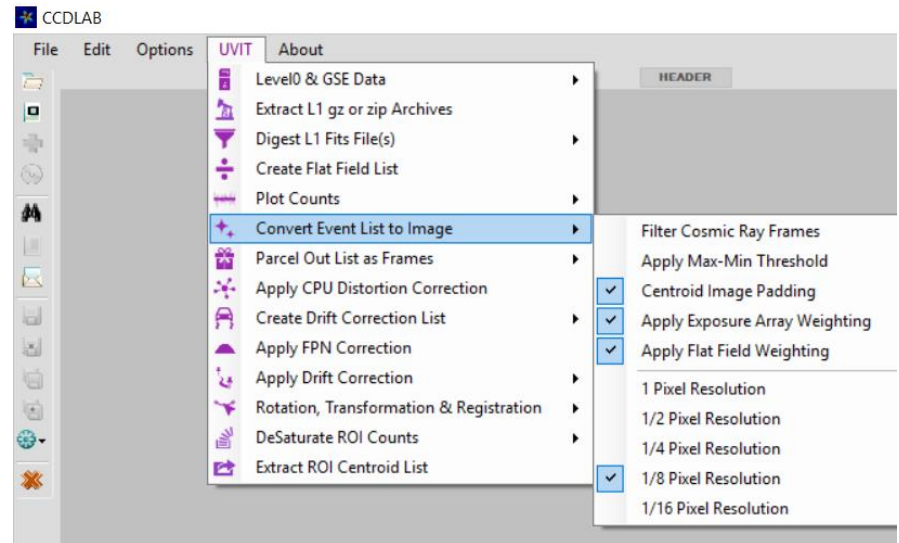 CCDLAB
File Edit Options UVIT About
HEADER
Level0 & GSE Data
Extract L1 gz or zip Archives
Digest L1 Fits File(s)
Create Flat Field List
Plot Counts
Convert Event List to Image
Parcel Out List as Frames
Apply CPU Distortion Correction
Create Drift Correction List
Apply FPN Correction
Apply Drift Correction
Rotation, Transformation & Registration
DeSaturate ROI Counts
Extract ROI Centroid List
Filter Cosmic Ray Frames
Apply Max-Min Threshold
Centroid Image Padding
Apply Exposure Array Weighting
Apply Flat Field Weighting
1 Pixel Resolution
1/2 Pixel Resolution
1/4 Pixel Resolution
1/8 Pixel Resolution
1/16 Pixel Resolution